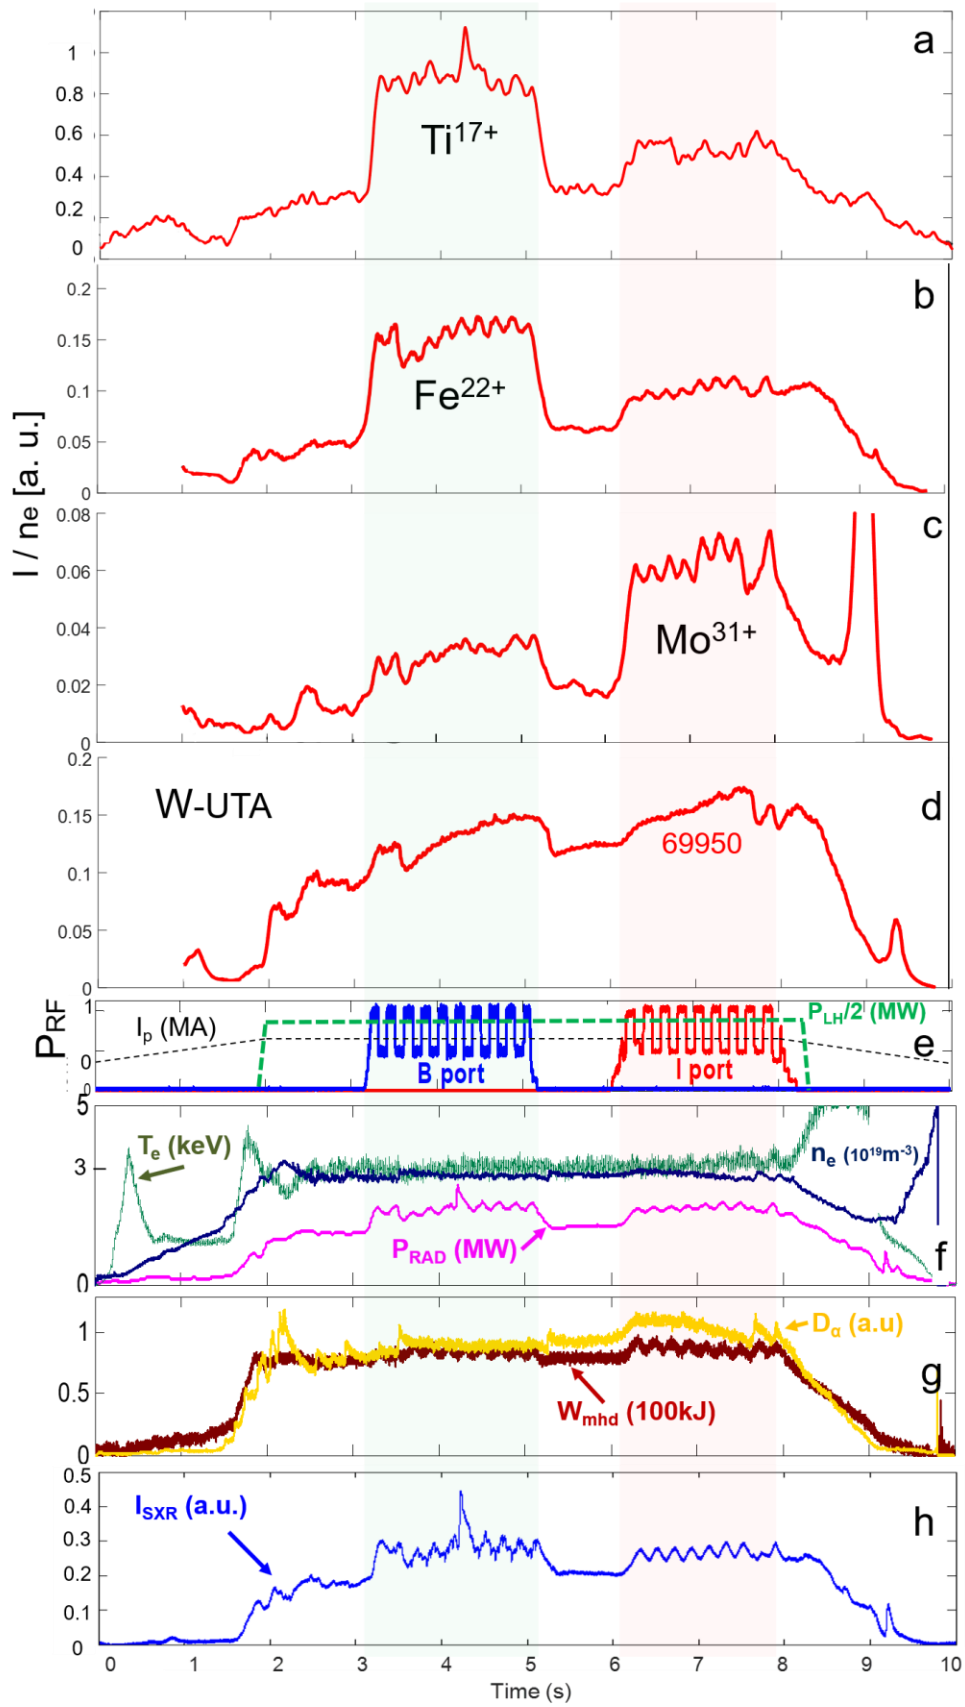 a
1
0.8
0.6
0.4
0.2
0
Ti17+
b
0.2
0.15
0.1
0.05
0
Fe22+
I / ne [a. u.]
c
0.08
0.06
0.04
0.02
0
Mo31+
d
0.2
0.15
0.1
0.05
0
W-UTA
69950
PRF
1
0
0
Ip (MA)
PLH/2 (MW)
e
B port
I port
5
3
0
Te (keV)
ne (10^19m-3)
PRAD (MW)
f
1
0.5
0
Dα (a.u)
g
Wmhd (100kJ)
0.5
0.4
0.3
0.2
0.1
0
ISXR (a.u.)
h
0 1 2 3 4 5 6 7 8 9 10
Time (s)